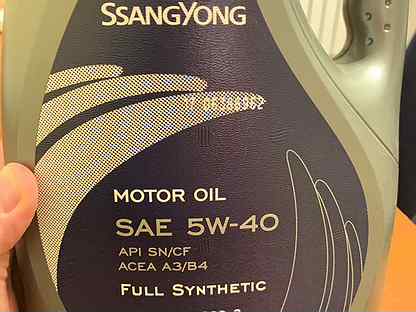 SSANGYONG
MOTOR OIL
SAE 5W-40
API SN/CF
ACEA A3/B4
FULL SYNTHETIC